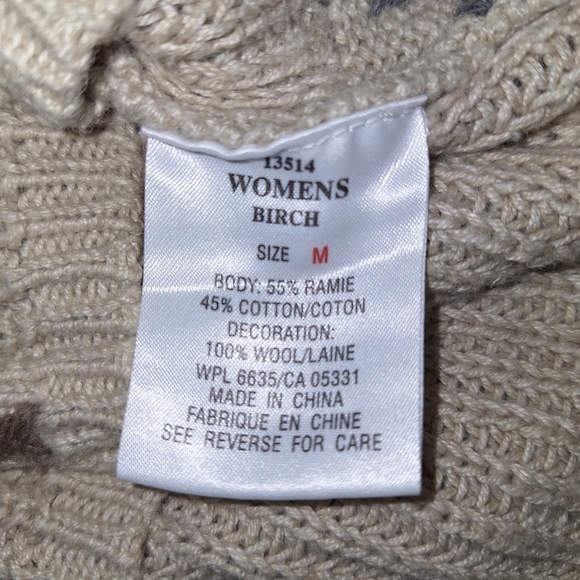 13514
WOMENS
BIRCH
SIZE M
BODY: 55% RAMIE
45% COTTON/COTON
DECORATION:
100% WOOL/LAINE
WPL 6635/CA 05331
MADE IN CHINA
FABRIQUE EN CHINE
SEE REVERSE FOR CARE